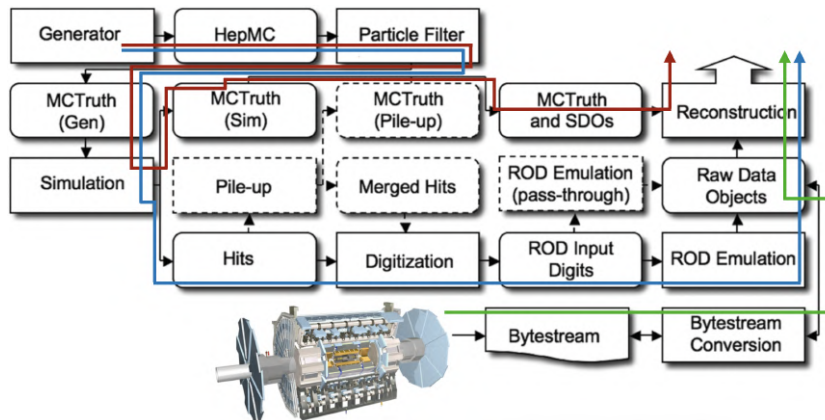 Generator
HepMC
Particle Filter
MCTruth
(Gen)
MCTruth
(Sim)
MCTruth
(Pile-up)
MCTruth
and SDOs
Reconstruction
Simulation
Pile-up
Merged Hits
ROD Emulation
(pass-through)
Raw Data
Objects
Hits
Digitization
ROD Input
Digits
ROD Emulation
Bytestream
Bytestream
Conversion